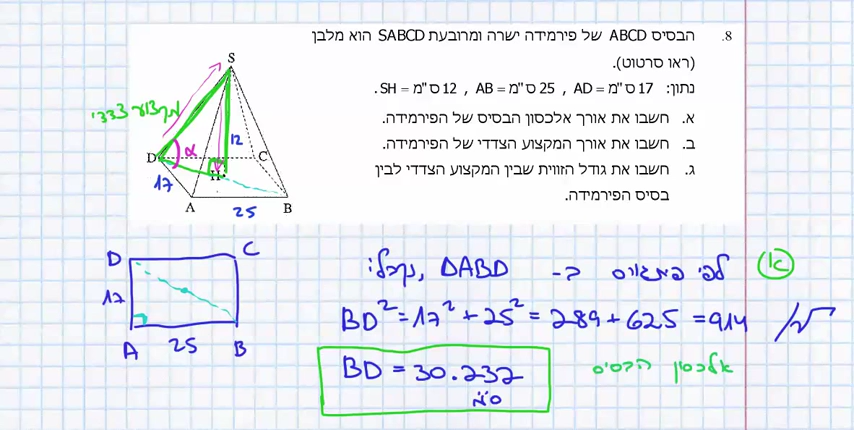 8. הבסיס ABCD של פירמידה ישרה ומרובעת SABCD הוא מלבן
(ראו סרטוט).
נתון: 17 ס"מ = AD , 25 ס"מ = AB , 12 ס"מ = SH.
א. חשבו את אורך אלכסון הבסיס של הפירמידה.
ב. חשבו את אורך המקצוע הצדדי של הפירמידה.
ג. חשבו את גודל הזווית שבין המקצוע הצדדי לבין
בסיס הפירמידה.
S
מקצוע צדדי
12
D α C
H
17
A B
25
D C
17
A 25 B
א
לפי פיתגורס ב- ΔABD, נקבל:
BD² = 17² + 25² = 289 + 625 = 914 /√
BD = 30.232
ס"מ
אלכסון הבסיס